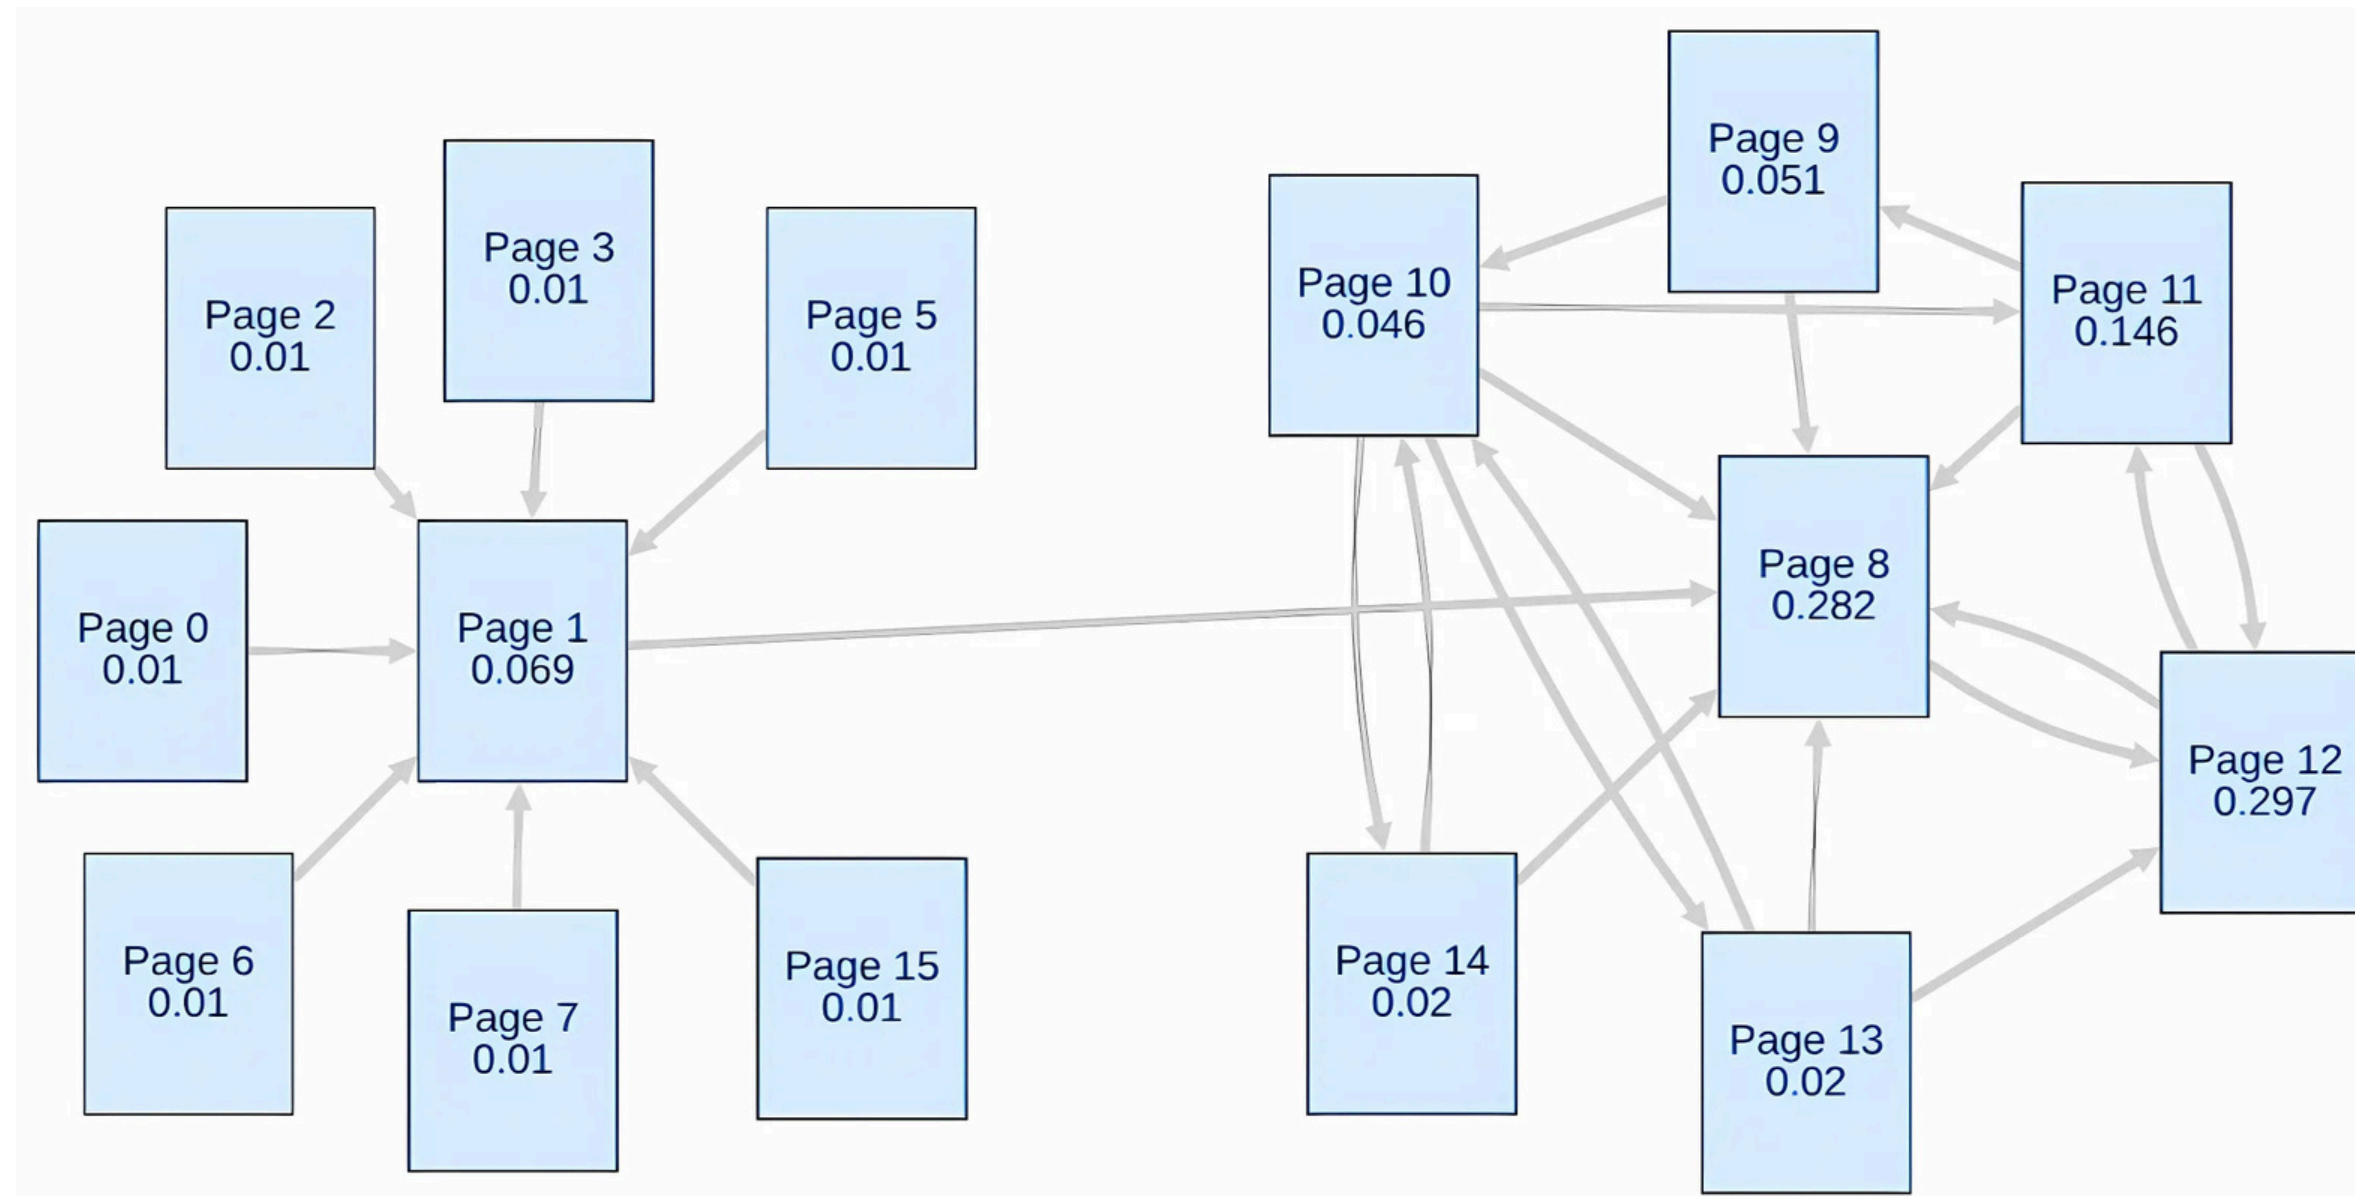 Page 2
0.01
Page 3
0.01
Page 5
0.01
Page 0
0.01
Page 1
0.069
Page 6
0.01
Page 7
0.01
Page 15
0.01
Page 9
0.051
Page 10
0.046
Page 11
0.146
Page 8
0.282
Page 12
0.297
Page 14
0.02
Page 13
0.02